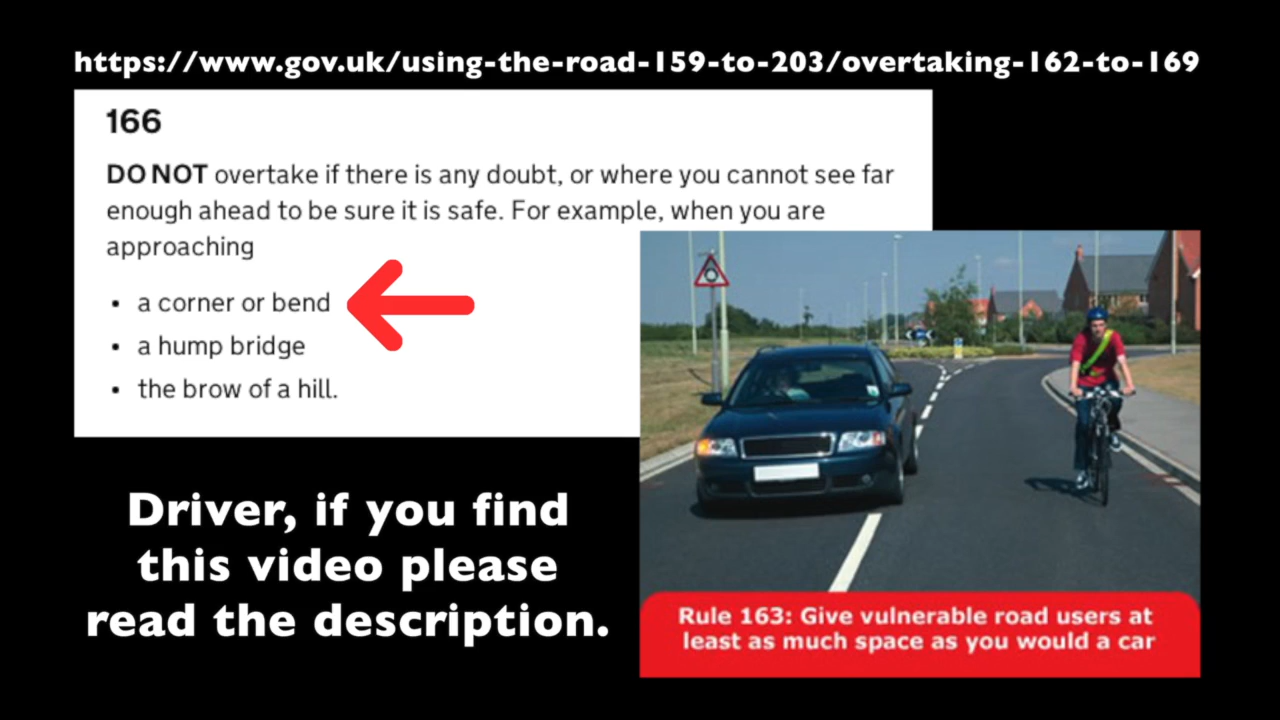 https://www.gov.uk/using-the-road-159-to-203/overtaking-162-to-169
166
DO NOT overtake if there is any doubt, or where you cannot see far
enough ahead to be sure it is safe. For example, when you are
approaching
• a corner or bend
• a hump bridge
• the brow of a hill.
Driver, if you find
this video please
read the description.
Rule 163: Give vulnerable road users at
least as much space as you would a car